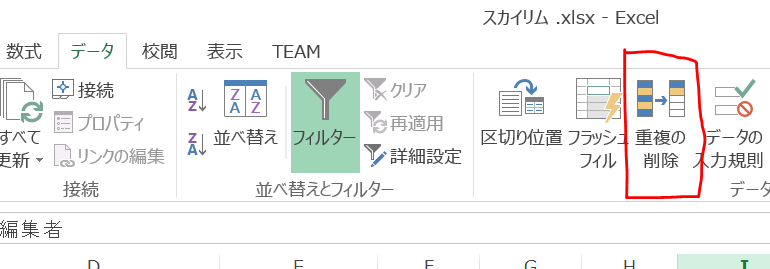 スカイリム .xlsx - Excel
数式 データ 校閲 表示 TEAM
すべて
更新
接続
プロパティ
リンクの編集
接続
A
Z
Z
A
Z A
A Z
並べ替え
フィルター
クリア
再適用
詳細設定
並べ替えとフィルター
区切り位置
フラッシュ
フィル
重複の
削除
データの
入力規則
データ
編集者
D E F G H I